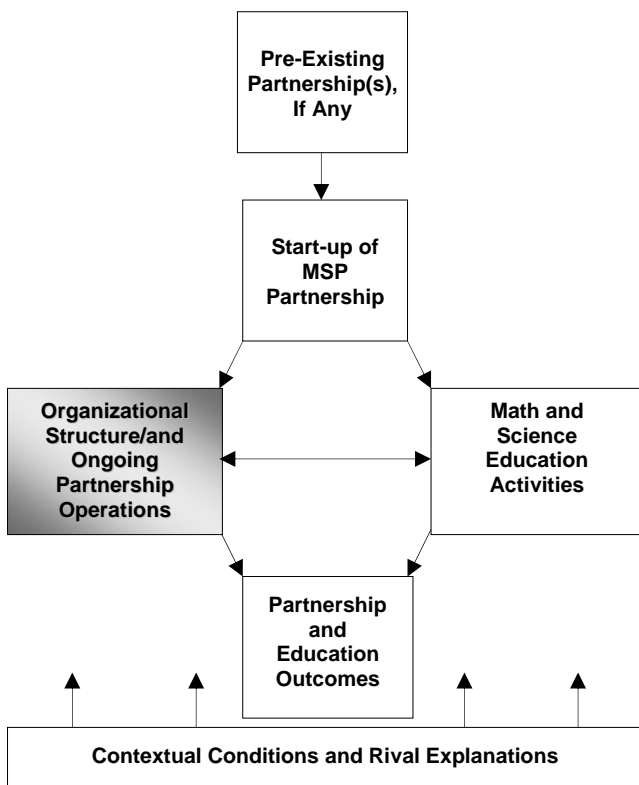 Pre-Existing
Partnership(s),
If Any
Start-up of
MSP
Partnership
Organizational
Structure/and
Ongoing
Partnership
Operations
Math and
Science
Education
Activities
Partnership
and
Education
Outcomes
Contextual Conditions and Rival Explanations